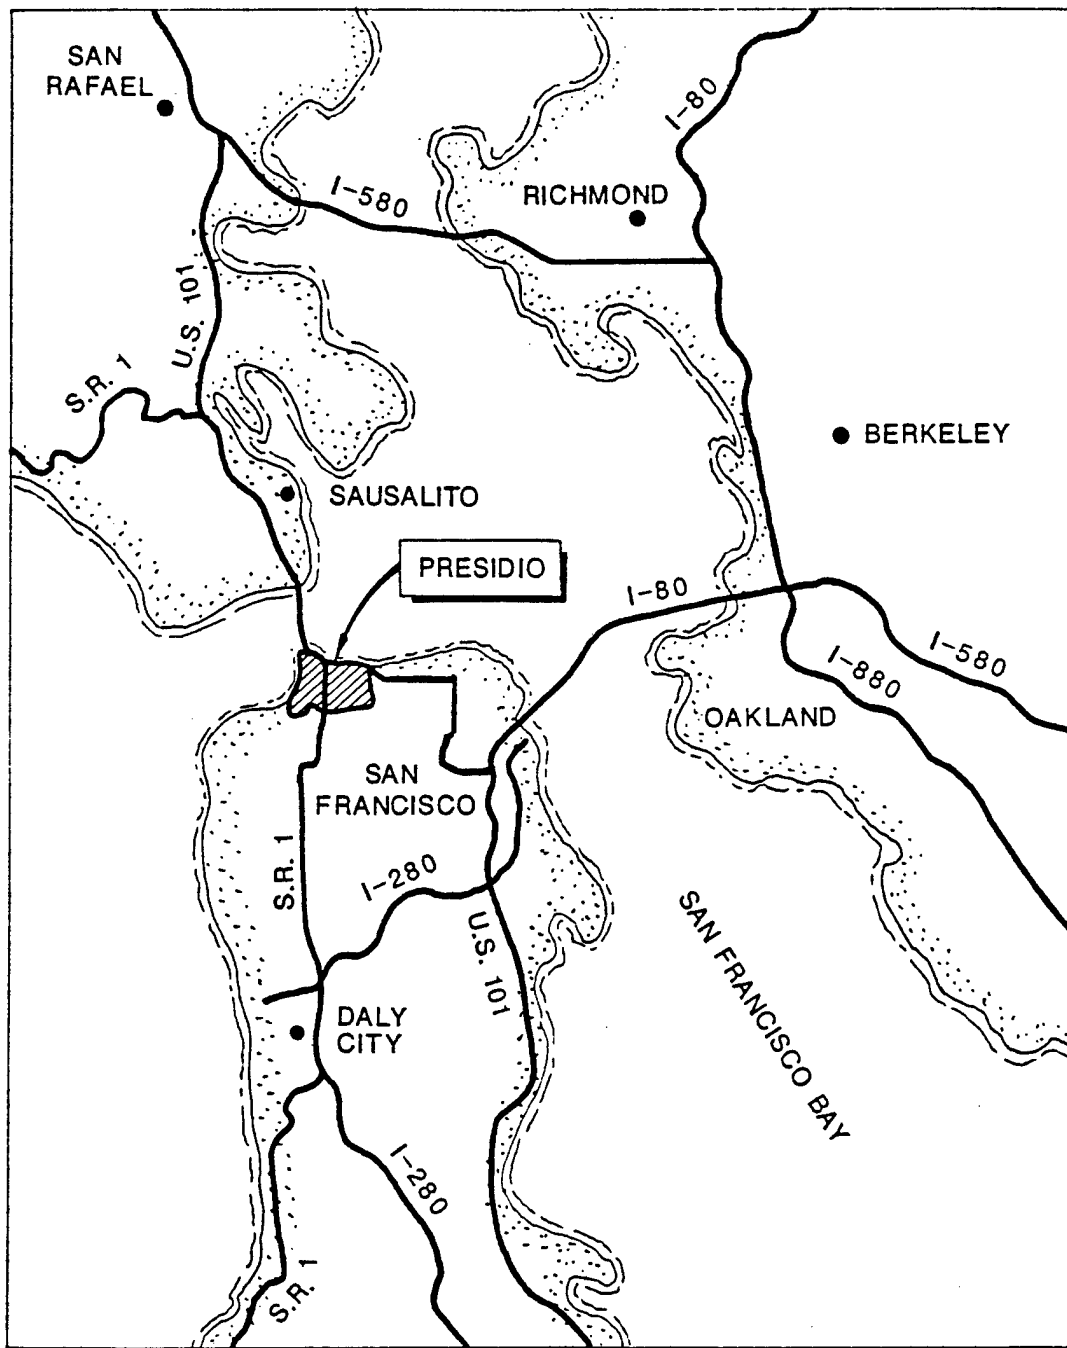 SAN
RAFAEL
I-80
RICHMOND
I-580
U.S. 101
S.R. 1
BERKELEY
SAUSALITO
PRESIDIO
I-80
I-580
I-880
OAKLAND
SAN
FRANCISCO
S.R. 1
I-280
U.S. 101
SAN FRANCISCO BAY
DALY
CITY
I-280
S.R. 1